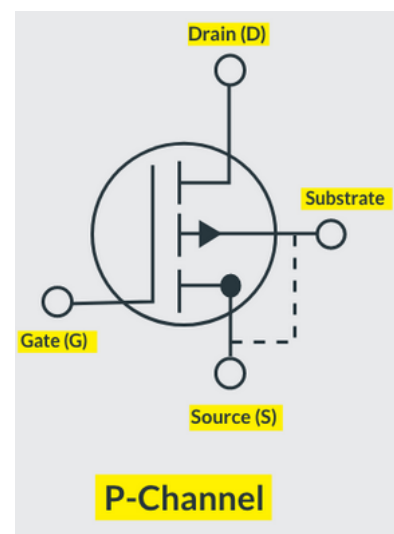 Drain (D)
Substrate
Gate (G)
Source (S)
P-Channel